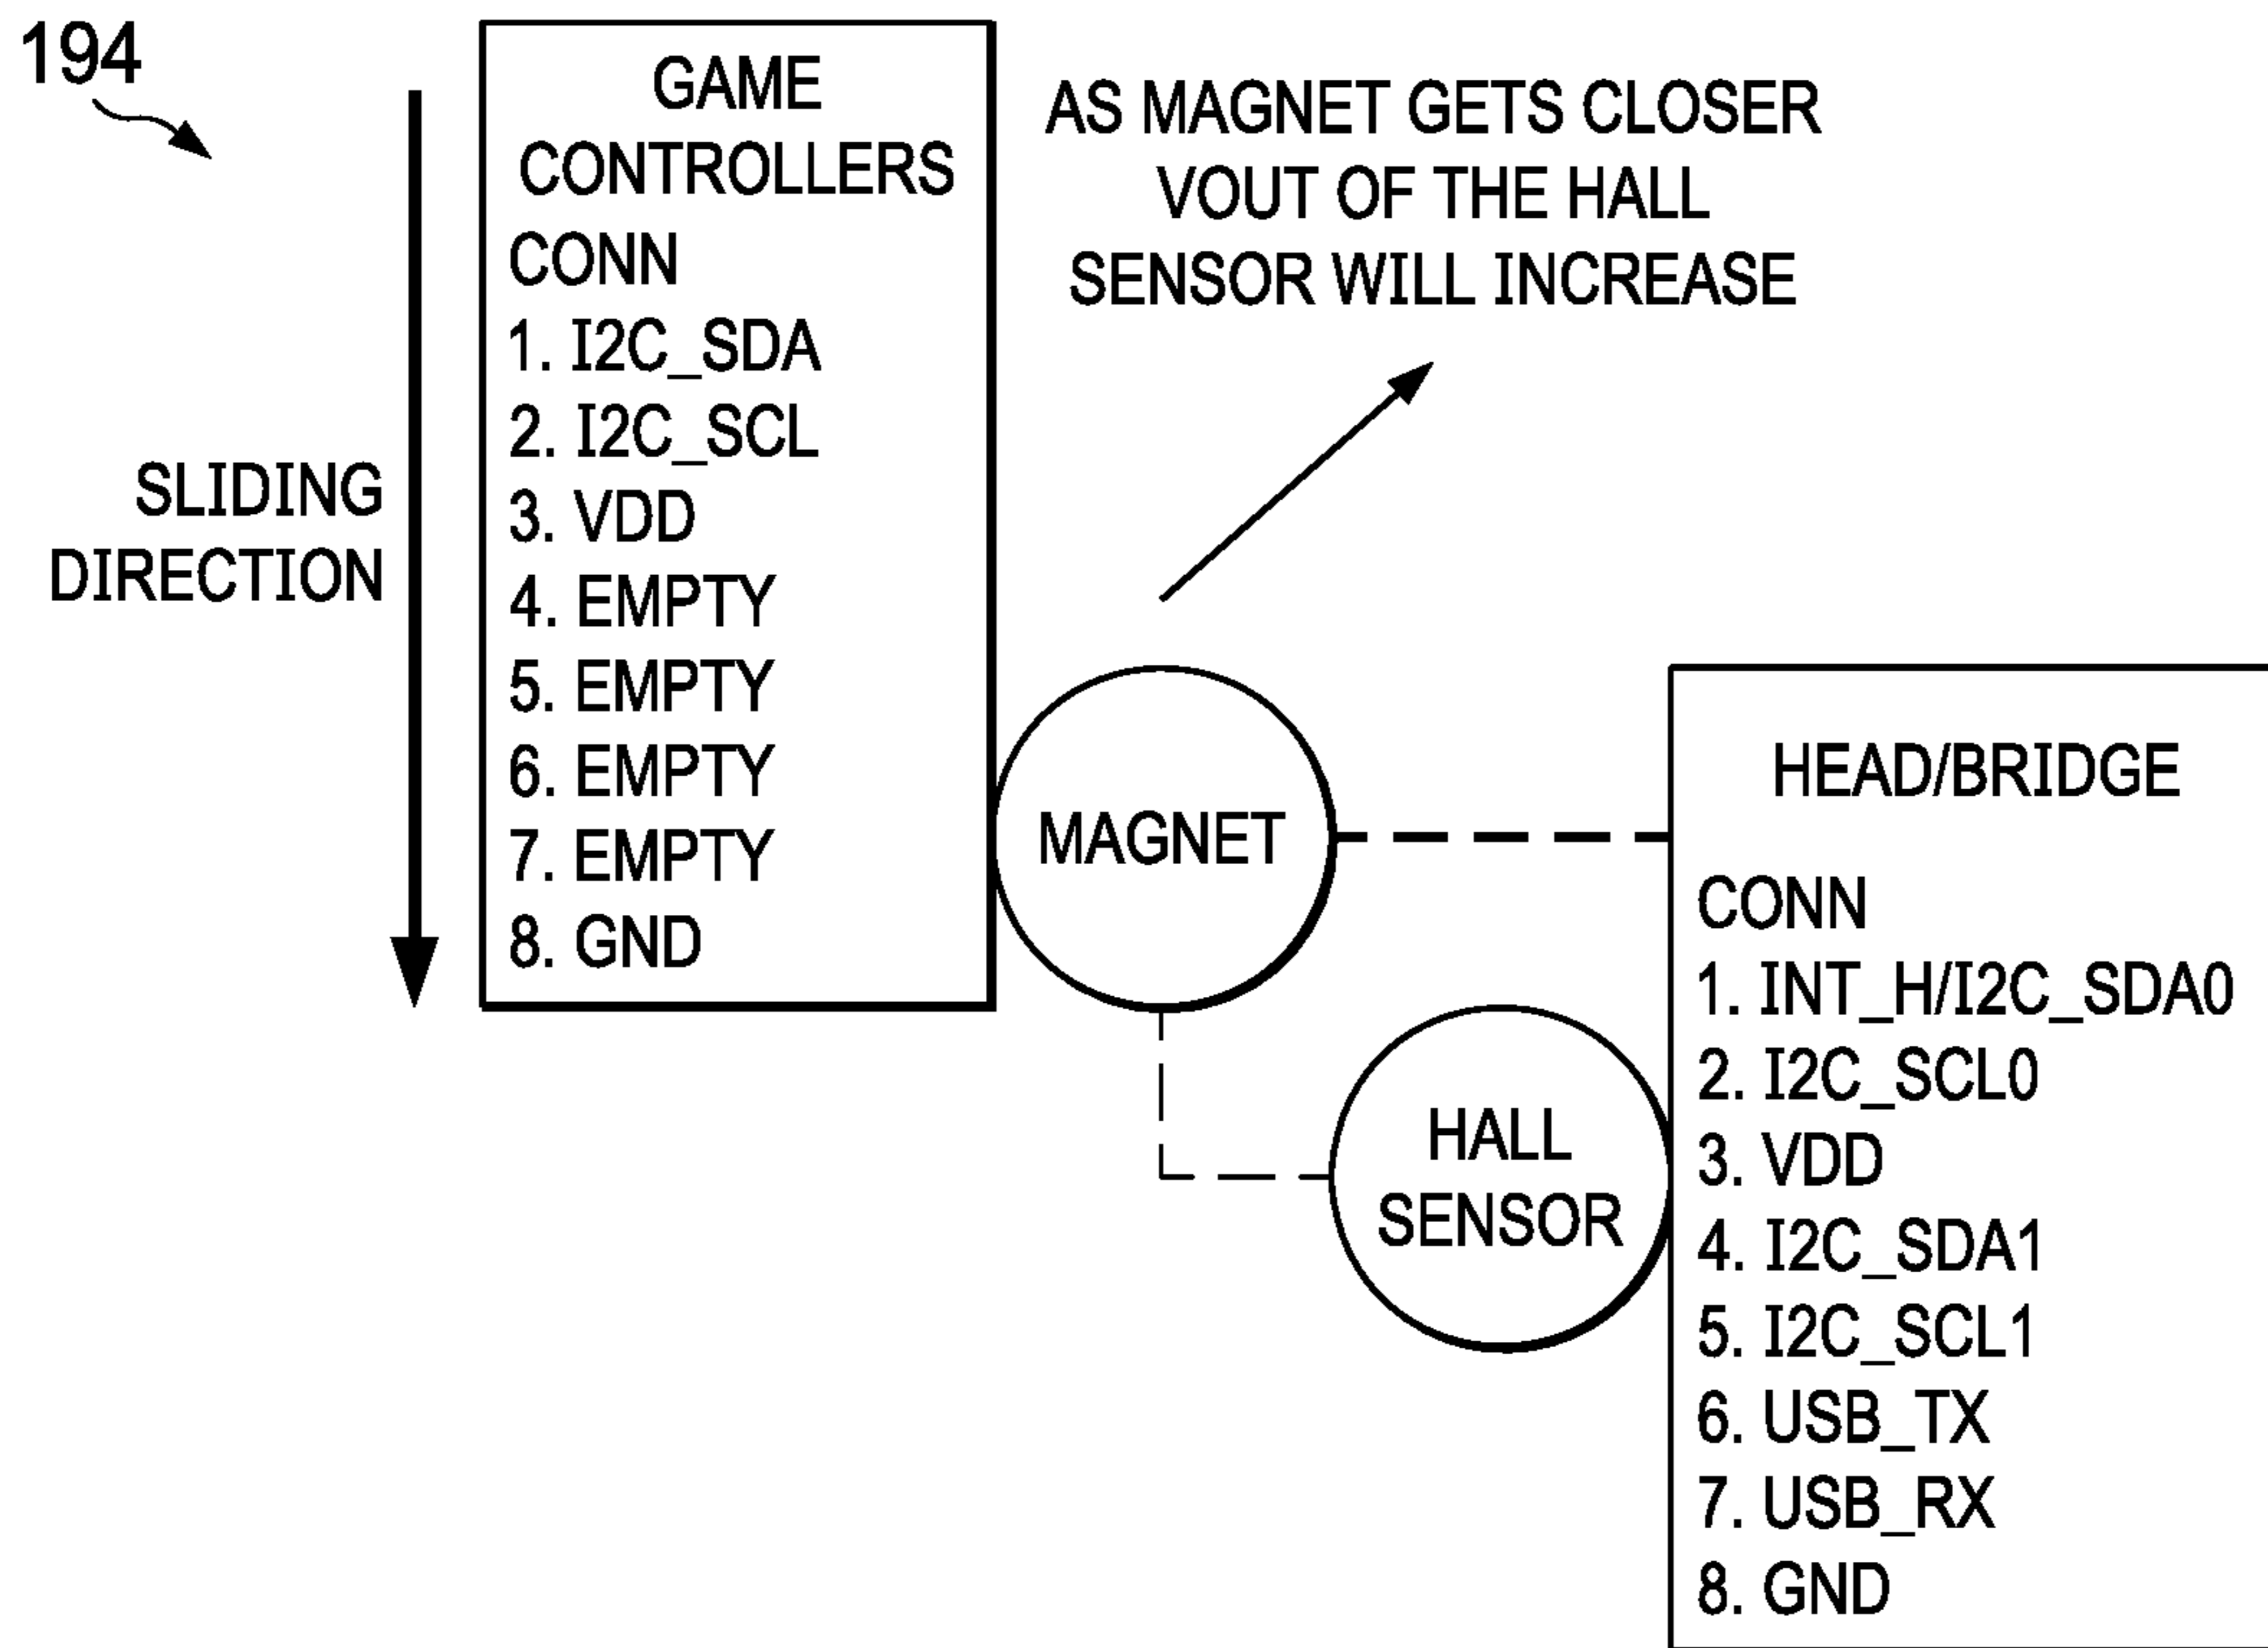 194
GAME
CONTROLLERS
CONN
1. I2C_SDA
2. I2C_SCL
3. VDD
4. EMPTY
5. EMPTY
6. EMPTY
7. EMPTY
8. GND
AS MAGNET GETS CLOSER
VOUT OF THE HALL
SENSOR WILL INCREASE
SLIDING
DIRECTION
MAGNET
HALL
SENSOR
HEAD/BRIDGE
CONN
1. INT_H/I2C_SDA0
2. I2C_SCL0
3. VDD
4. I2C_SDA1
5. I2C_SCL1
6. USB_TX
7. USB_RX
8. GND